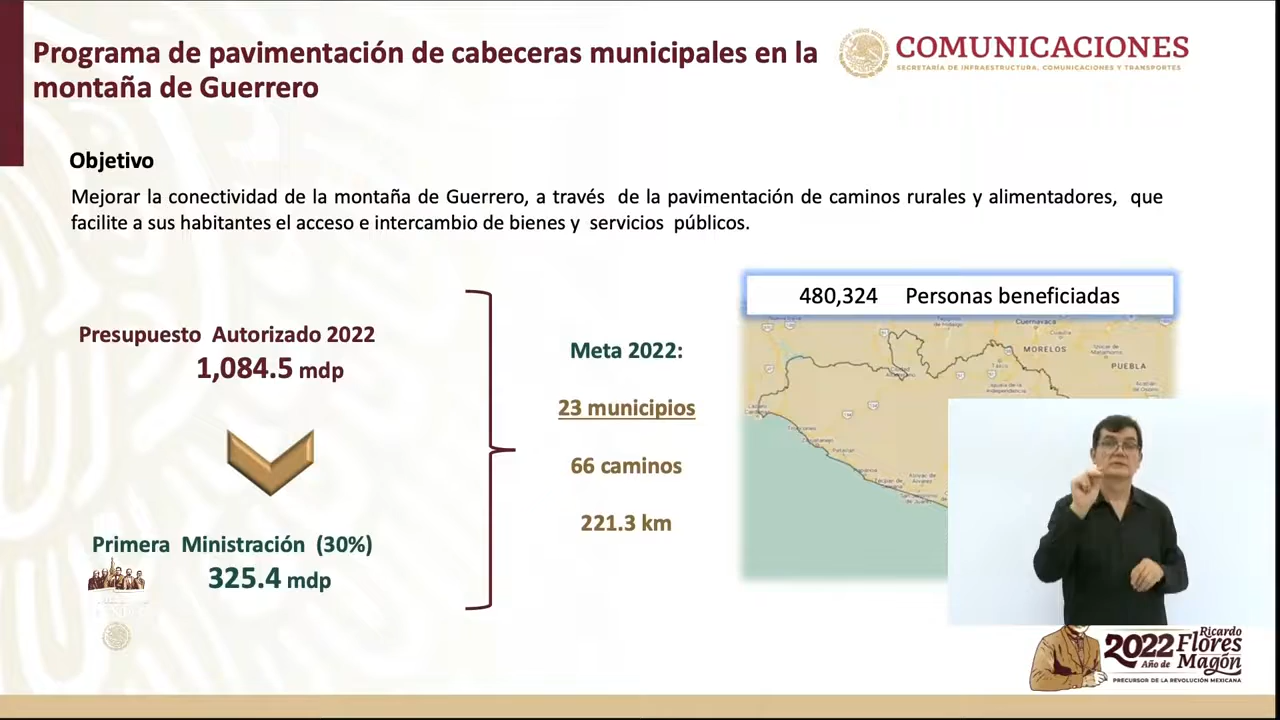 Programa de pavimentación de cabeceras municipales en la
montaña de Guerrero
COMUNICACIONES
SECRETARÍA DE INFRAESTRUCTURA, COMUNICACIONES Y TRANSPORTES
Objetivo
Mejorar la conectividad de la montaña de Guerrero, a través de la pavimentación de caminos rurales y alimentadores, que
facilite a sus habitantes el acceso e intercambio de bienes y servicios públicos.
480,324 Personas beneficiadas
Presupuesto Autorizado 2022
1,084.5 mdp
Primera Ministración (30%)
325.4 mdp
Meta 2022:
23 municipios
66 caminos
221.3 km
Cuernavaca
MORELOS
PUEBLA
2022
Año de
Ricardo
Flores
Magón
PRECURSOR DE LA REVOLUCIÓN MEXICANA